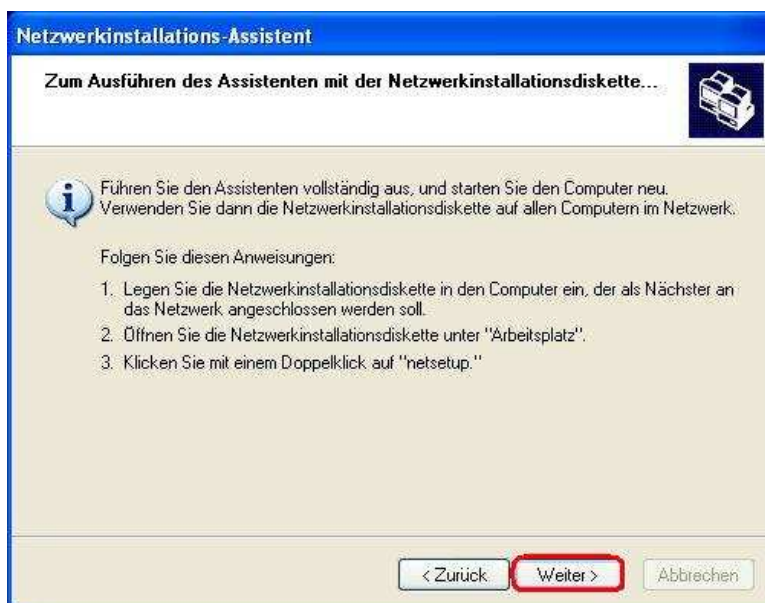 Netzwerkinstallations-Assistent
Zum Ausführen des Assistenten mit der Netzwerkinstallationsdiskette...
Führen Sie den Assistenten vollständig aus, und starten Sie den Computer neu.
Verwenden Sie dann die Netzwerkinstallationsdiskette auf allen Computern im Netzwerk.
Folgen Sie diesen Anweisungen:
1. Legen Sie die Netzwerkinstallationsdiskette in den Computer ein, der als Nächster an
das Netzwerk angeschlossen werden soll.
2. Öffnen Sie die Netzwerkinstallationsdiskette unter "Arbeitsplatz".
3. Klicken Sie mit einem Doppelklick auf "netsetup."
< Zurück Weiter > Abbrechen